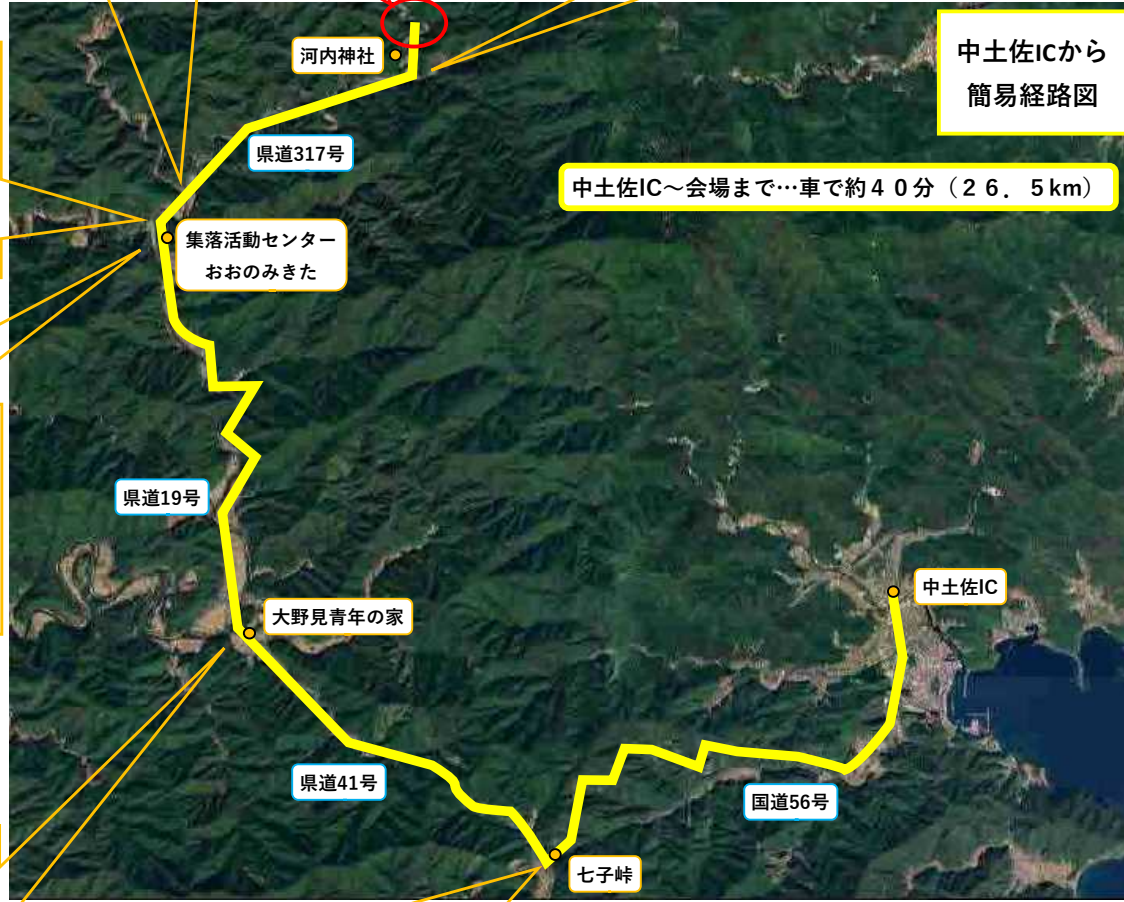 中土佐ICから
簡易経路図
河内神社
県道317号
中土佐IC～会場まで…車で約４０分（２６．５km）
集落活動センター
おおのみきた
県道19号
中土佐IC
大野見青年の家
県道41号
国道56号
七子峠